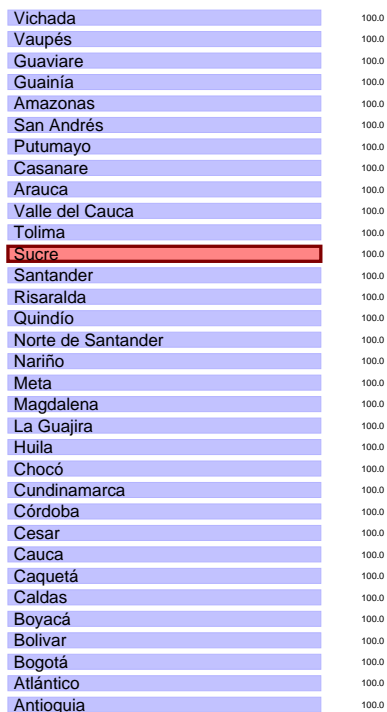 Vichada 100.0
Vaupés 100.0
Guaviare 100.0
Guainía 100.0
Amazonas 100.0
San Andrés 100.0
Putumayo 100.0
Casanare 100.0
Arauca 100.0
Valle del Cauca 100.0
Tolima 100.0
Sucre 100.0
Santander 100.0
Risaralda 100.0
Quindío 100.0
Norte de Santander 100.0
Nariño 100.0
Meta 100.0
Magdalena 100.0
La Guajira 100.0
Huila 100.0
Chocó 100.0
Cundinamarca 100.0
Córdoba 100.0
Cesar 100.0
Cauca 100.0
Caquetá 100.0
Caldas 100.0
Boyacá 100.0
Bolivar 100.0
Bogotá 100.0
Atlántico 100.0
Antioquia 100.0